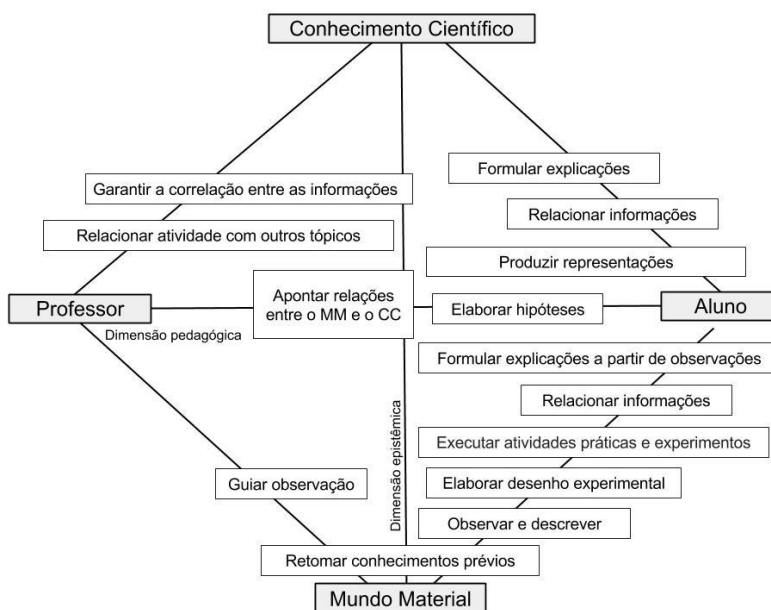 Conhecimento Científico
Formular explicações
Garantir a correlação entre as informações
Relacionar informações
Relacionar atividade com outros tópicos
Produzir representações
Professor
Apontar relações
entre o MM e o CC
Elaborar hipóteses
Aluno
Dimensão pedagógica
Formular explicações a partir de observações
Relacionar informações
Dimensão epistêmica
Executar atividades práticas e experimentos
Guiar observação
Elaborar desenho experimental
Observar e descrever
Retomar conhecimentos prévios
Mundo Material